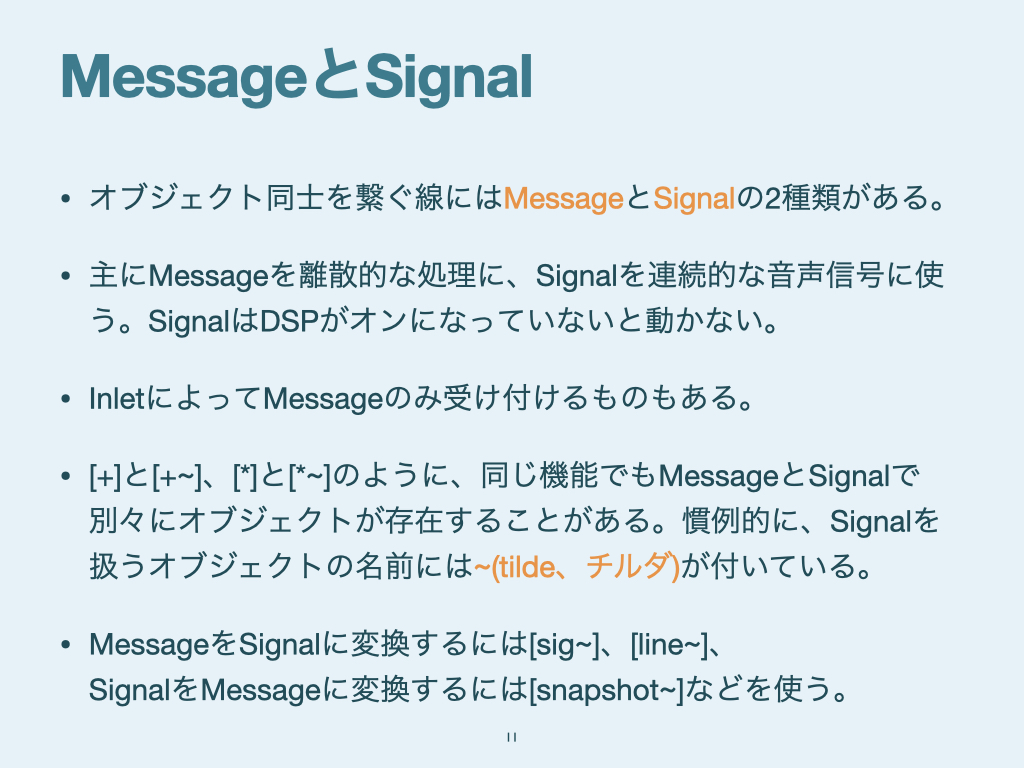 MessageとSignal
• オブジェクト同士を繋ぐ線にはMessageとSignalの2種類がある。
• 主にMessageを離散的な処理に、Signalを連続的な音声信号に使
う。SignalはDSPがオンになっていないと動かない。
• InletによってMessageのみ受け付けるものもある。
• [+]と[+~]、[*]と[*~]のように、同じ機能でもMessageとSignalで
別々にオブジェクトが存在することがある。慣例的に、Signalを
扱うオブジェクトの名前には~(tilde、チルダ)が付いている。
• MessageをSignalに変換するには[sig~]、[line~]、
SignalをMessageに変換するには[snapshot~]などを使う。
11